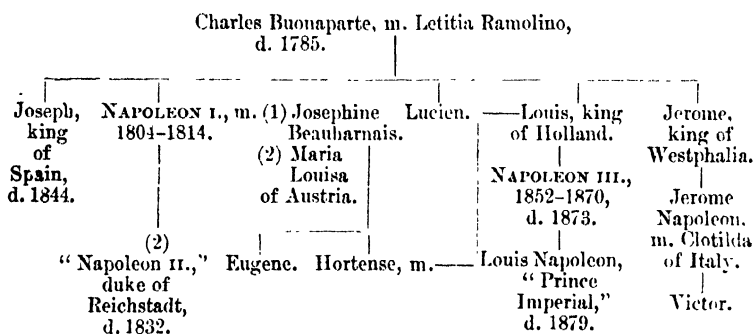 Charles Buonaparte, m. Letitia Ramolino,
d. 1785.
Joseph,
king
of
Spain,
d. 1844.
NAPOLEON I., m. (1) Josephine
1804–1814.
Beauharnais.
(2) Maria
Louisa
of Austria.
Lucien.
Louis, king
of Holland.
Jerome,
king of
Westphalia.
NAPOLEON III.,
1852–1870,
d. 1873.
Jerome
Napoleon,
m. Clotilda
of Italy.
(2)
“ Napoleon II.,”
duke of
Reichstadt,
d. 1832.
Eugene.
Hortense, m.
Louis Napoleon,
“ Prince
Imperial,”
d. 1879.
Victor.